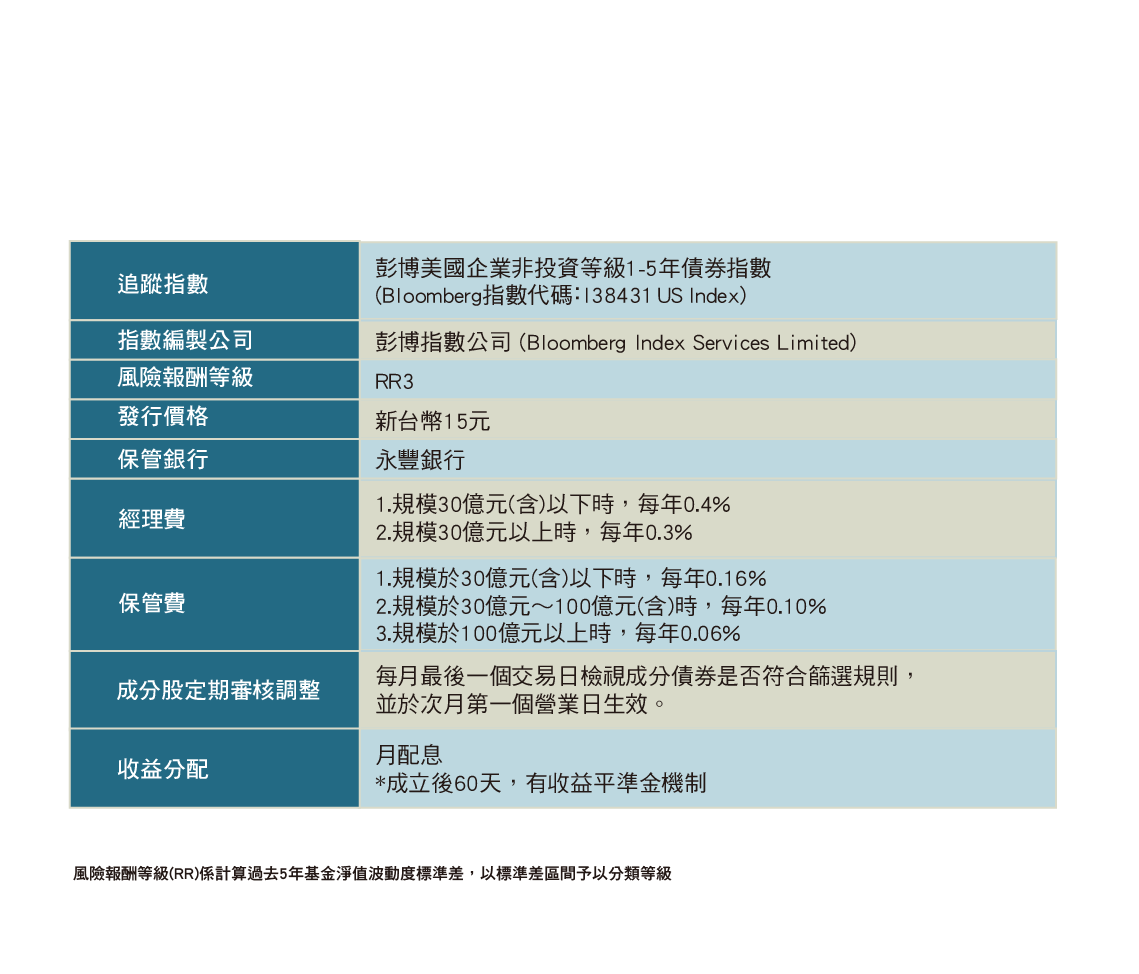 追蹤指數
彭博美國企業非投資等級1-5年債券指數
(Bloomberg指數代碼:I38431 US Index)
指數編製公司
彭博指數公司 (Bloomberg Index Services Limited)
風險報酬等級
RR3
發行價格
新台幣15元
保管銀行
永豐銀行
經理費
1.規模30億元(含)以下時，每年0.4%
2.規模30億元以上時，每年0.3%
保管費
1.規模於30億元(含)以下時，每年0.16%
2.規模於30億元～100億元(含)時，每年0.10%
3.規模於100億元以上時，每年0.06%
成分股定期審核調整
每月最後一個交易日檢視成分債券是否符合篩選規則，
並於次月第一個營業日生效。
收益分配
月配息
*成立後60天，有收益平準金機制
風險報酬等級(RR)係計算過去5年基金淨值波動度標準差，以標準差區間予以分類等級